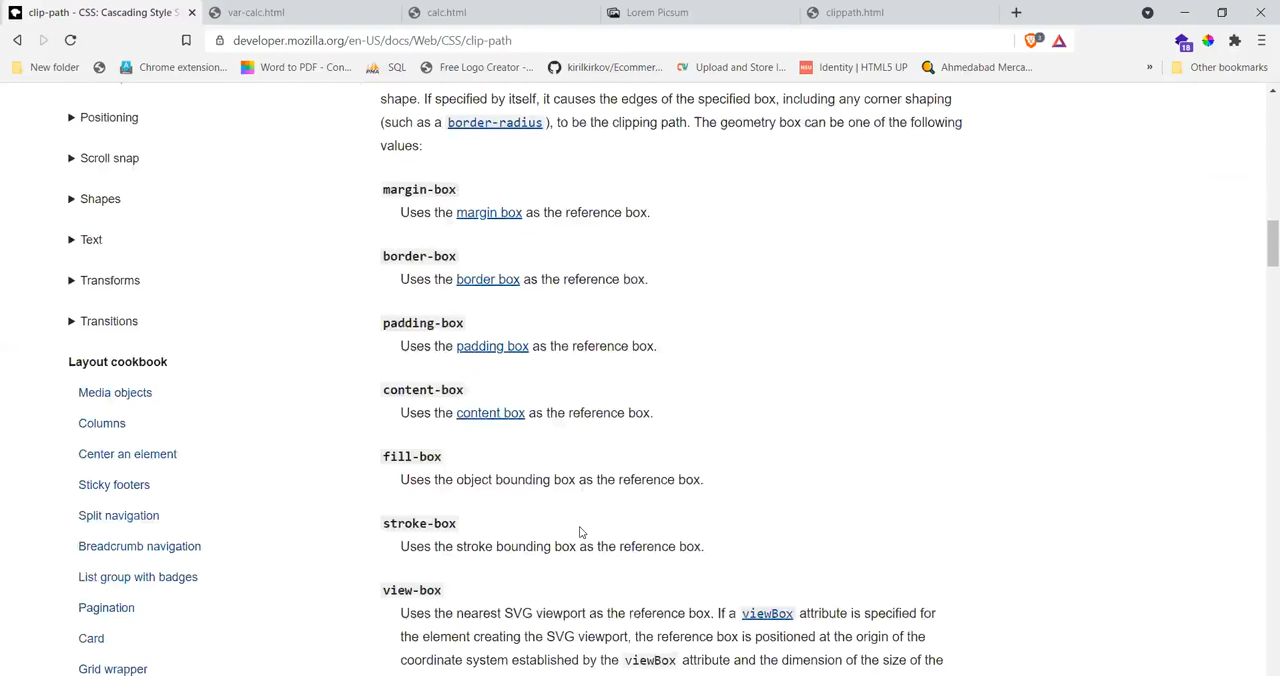 clip-path - CSS: Cascading Style S
var-calc.html
calc.html
Lorem Picsum
clippath.html
developer.mozilla.org/en-US/docs/Web/CSS/clip-path
3
18
New folder
Chrome extension...
Word to PDF - Con...
SQL
Free Logo Creator -...
kirilkirkov/Ecommer...
Upload and Store I...
Identity | HTML5 UP
Ahmedabad Merca...
»
Other bookmarks
Positioning
Scroll snap
Shapes
Text
Transforms
Transitions
Layout cookbook
Media objects
Columns
Center an element
Sticky footers
Split navigation
Breadcrumb navigation
List group with badges
Pagination
Card
Grid wrapper
shape. If specified by itself, it causes the edges of the specified box, including any corner shaping
(such as a border-radius), to be the clipping path. The geometry box can be one of the following
values:
margin-box
Uses the margin box as the reference box.
border-box
Uses the border box as the reference box.
padding-box
Uses the padding box as the reference box.
content-box
Uses the content box as the reference box.
fill-box
Uses the object bounding box as the reference box.
stroke-box
Uses the stroke bounding box as the reference box.
view-box
Uses the nearest SVG viewport as the reference box. If a viewBox attribute is specified for
the element creating the SVG viewport, the reference box is positioned at the origin of the
coordinate system established by the viewBox attribute and the dimension of the size of the